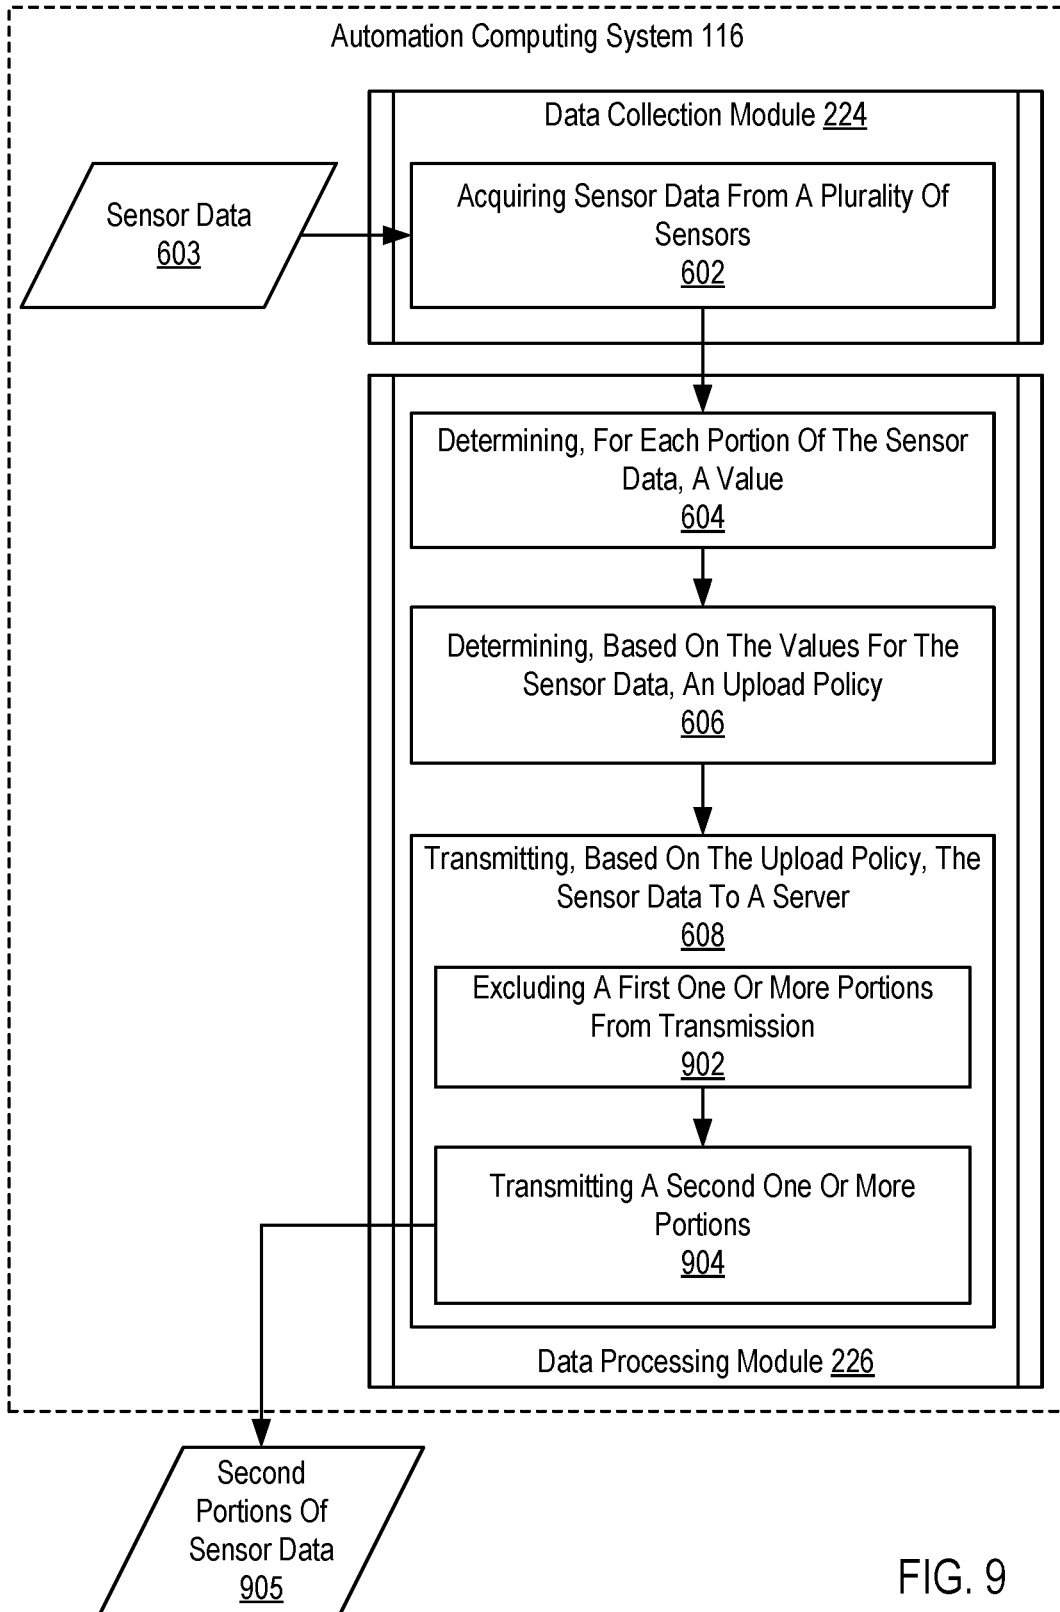 Automation Computing System 116
Data Collection Module 224
Sensor Data
603
Acquiring Sensor Data From A Plurality Of
Sensors
602
Determining, For Each Portion Of The Sensor
Data, A Value
604
Determining, Based On The Values For The
Sensor Data, An Upload Policy
606
Transmitting, Based On The Upload Policy, The
Sensor Data To A Server
608
Excluding A First One Or More Portions
From Transmission
902
Transmitting A Second One Or More
Portions
904
Data Processing Module 226
Second
Portions Of
Sensor Data
905
FIG. 9